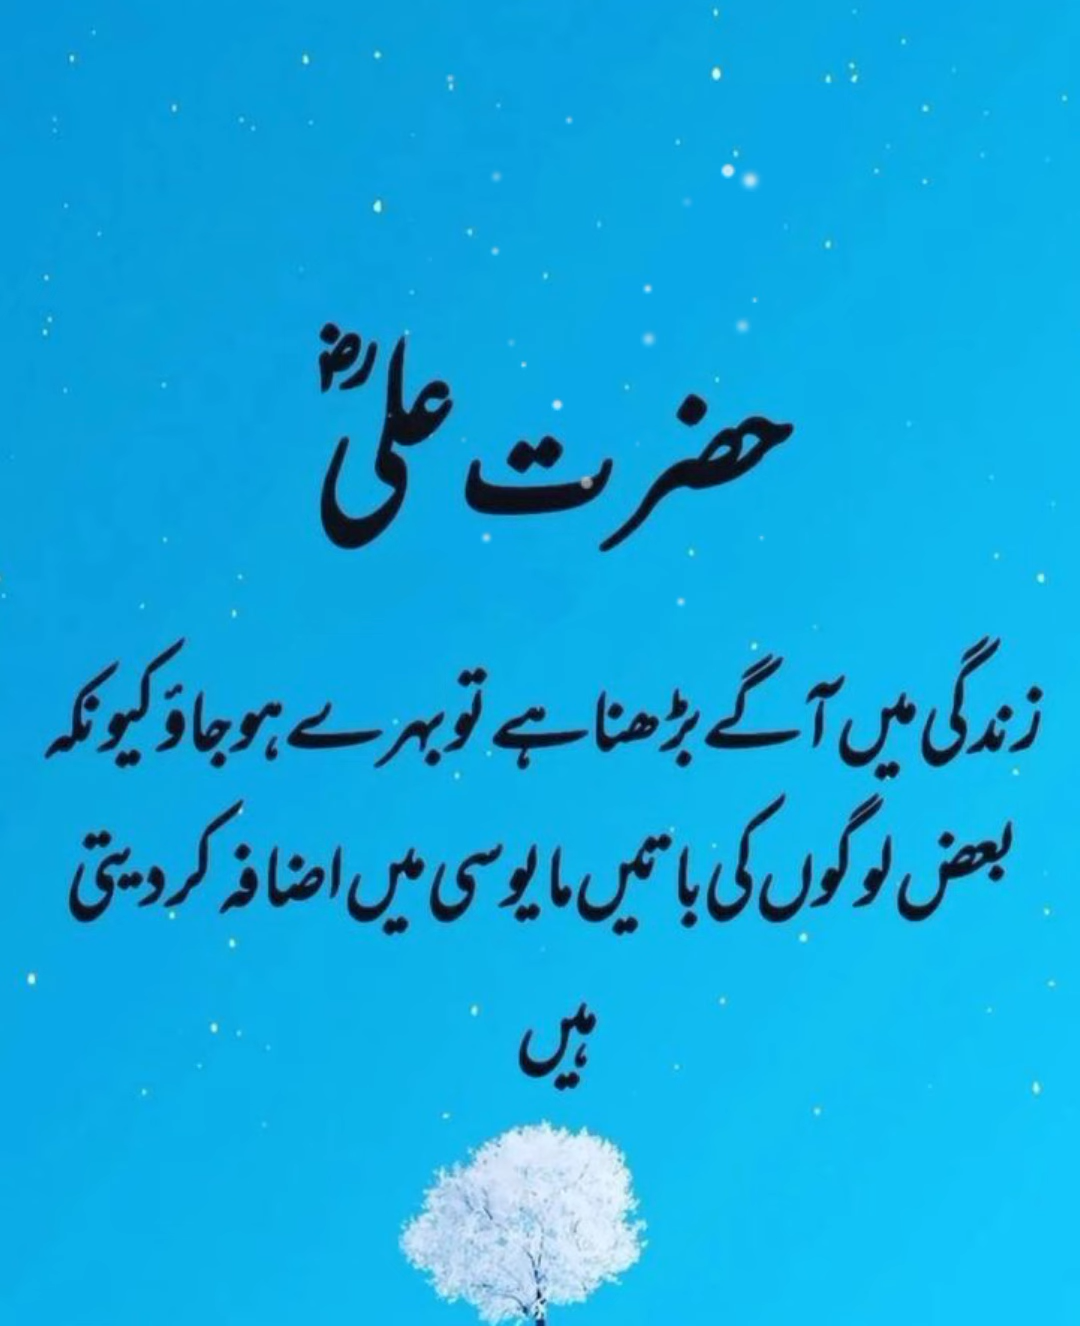 حضرت علیؓ
زندگی میں آگے بڑھنا ہے تو بہرے ہو جاؤ کیونکہ
بعض لوگوں کی باتیں مایوسی میں اضافہ کر دیتی
ہیں